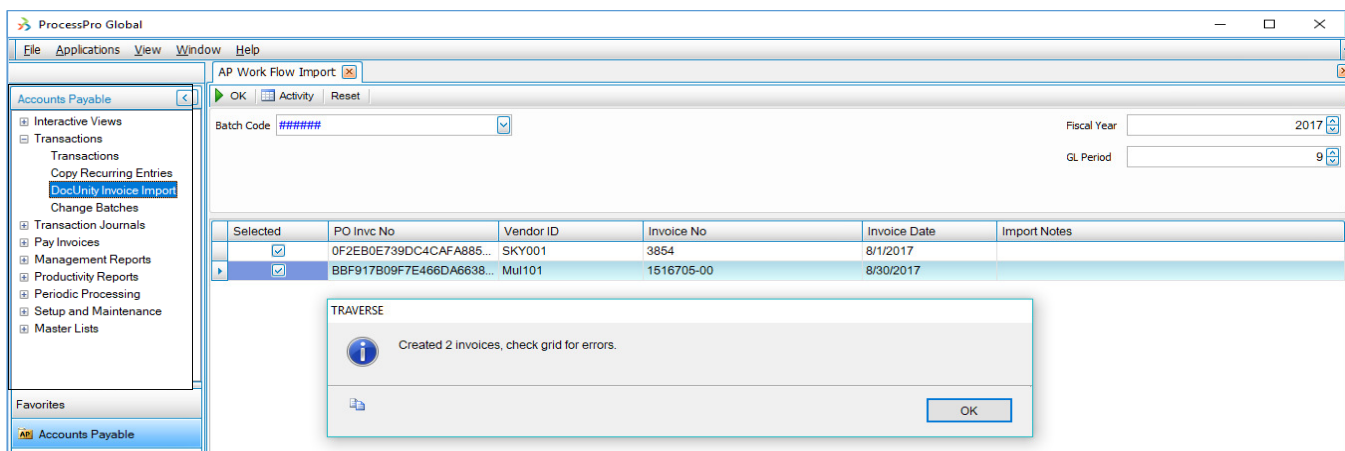 ProcessPro Global
File Applications View Window Help
AP Work Flow Import
Accounts Payable
OK Activity Reset
Interactive Views
Transactions
Transactions
Copy Recurring Entries
DocUnity Invoice Import
Change Batches
Transaction Journals
Pay Invoices
Management Reports
Productivity Reports
Periodic Processing
Setup and Maintenance
Master Lists
Favorites
AP Accounts Payable
Batch Code ######
Fiscal Year 2017
GL Period 9
Selected PO Invc No Vendor ID Invoice No Invoice Date Import Notes
0F2EB0E739DC4CAFA885... SKY001 3854 8/1/2017
BBF917B09F7E466DA6638... Mul101 1516705-00 8/30/2017
TRAVERSE
Created 2 invoices, check grid for errors.
OK